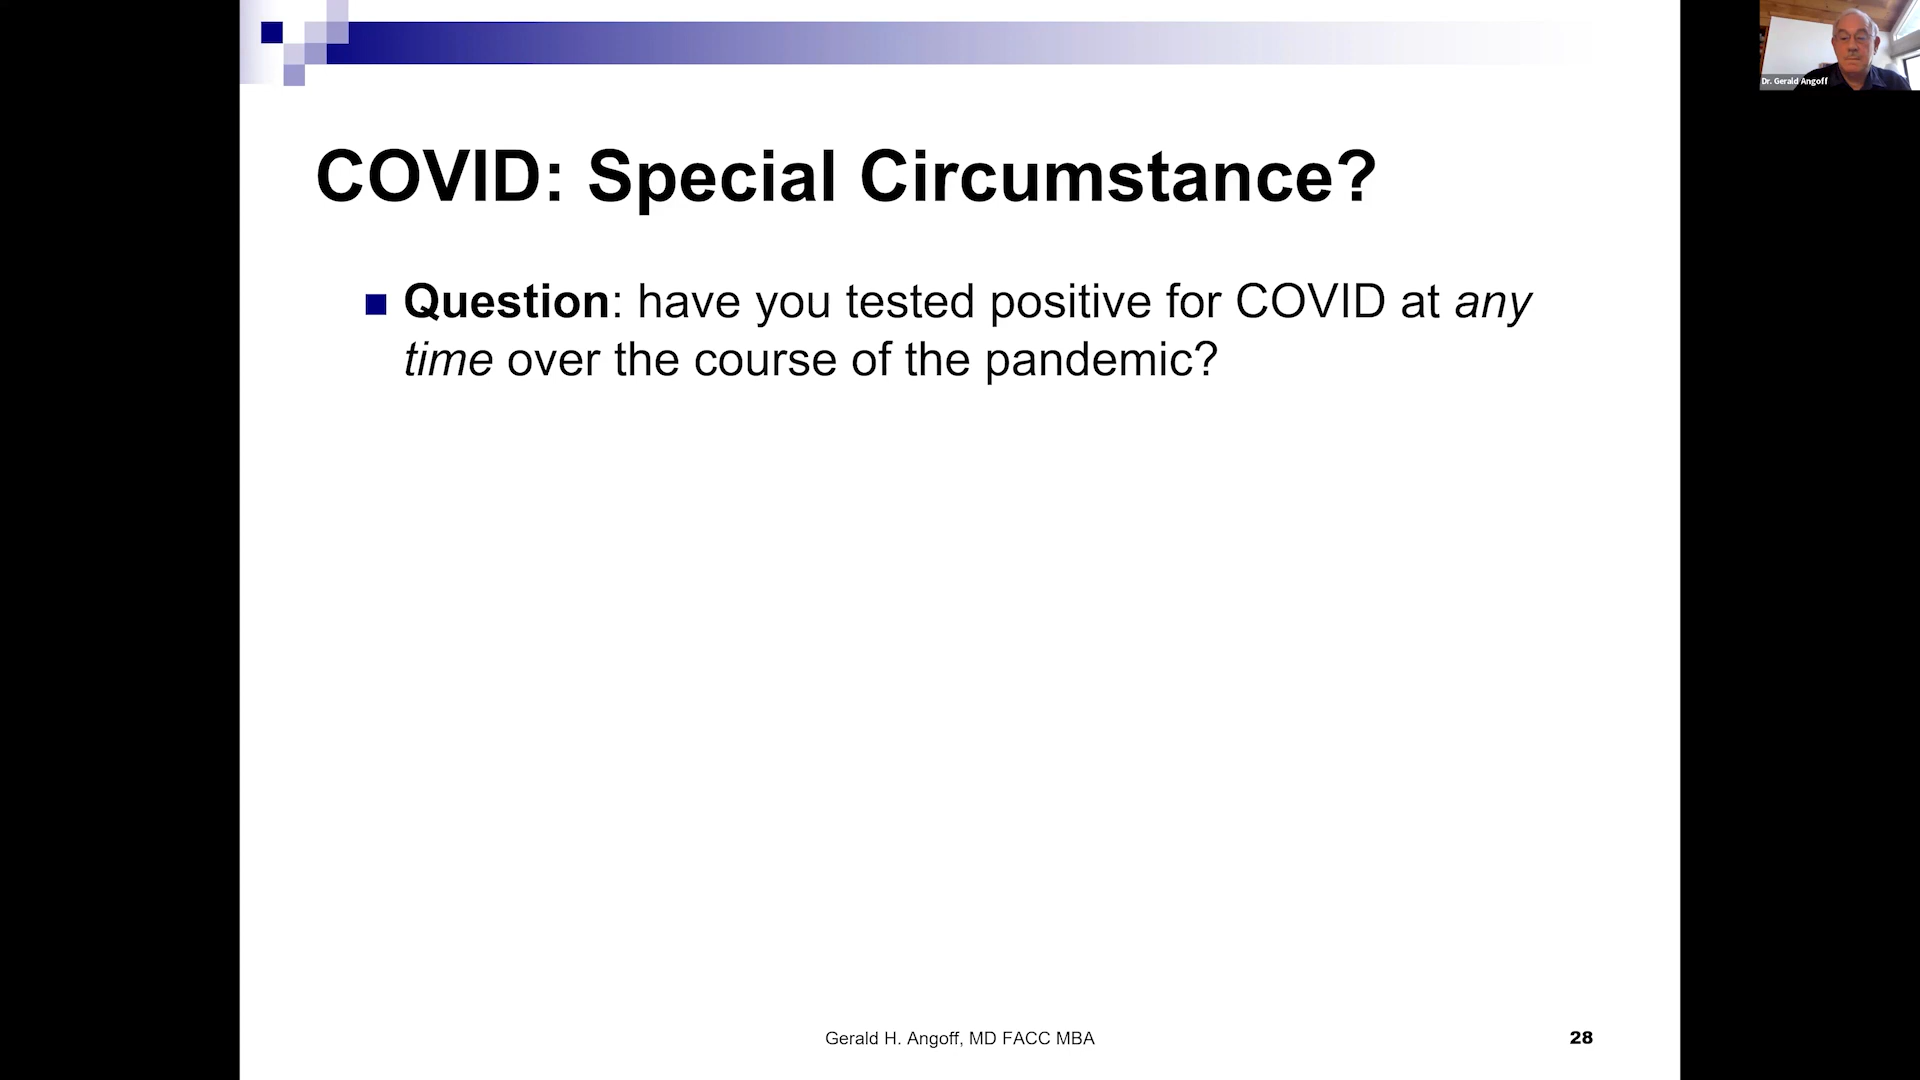 Dr. Gerald Angoff
COVID: Special Circumstance?
Question: have you tested positive for COVID at any
time over the course of the pandemic?
Gerald H. Angoff, MD FACC MBA
28